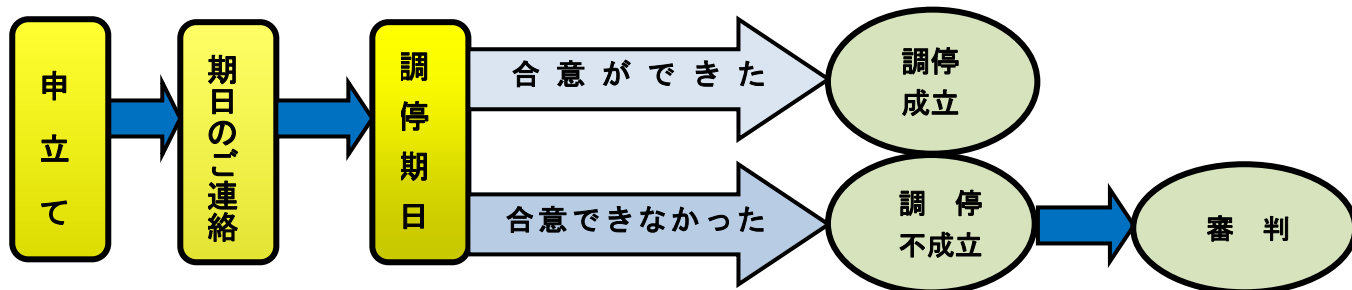 申立て
期日のご連絡
調停期日
合意ができた
調停
成立
合意できなかった
調　停
不成立
審　判